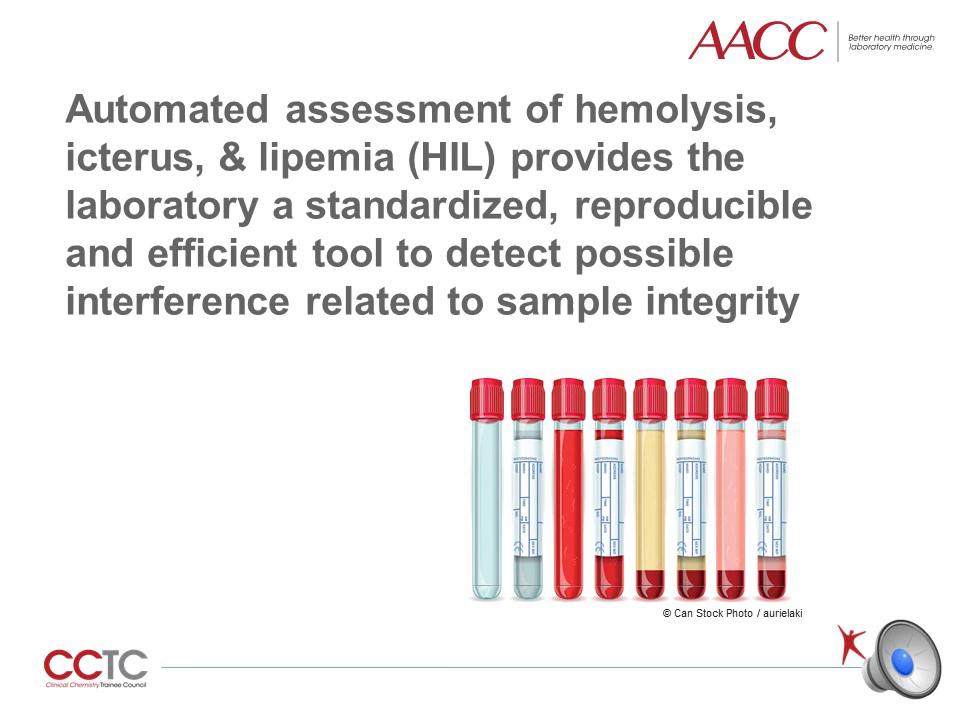 AACC
Better health through
laboratory medicine.
Automated assessment of hemolysis,
icterus, & lipemia (HIL) provides the
laboratory a standardized, reproducible
and efficient tool to detect possible
interference related to sample integrity
© Can Stock Photo / aurielaki
CCTC
Clinical Chemistry Trainee Council